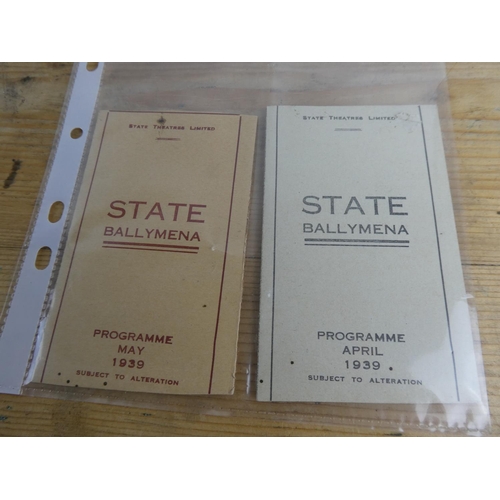 STATE THEATRES LIMITED
STATE
BALLYMENA
PROGRAMME
MAY
1939
SUBJECT TO ALTERATION
STATE THEATRES LIMITED
STATE
BALLYMENA
PROGRAMME
APRIL
1939
SUBJECT TO ALTERATION